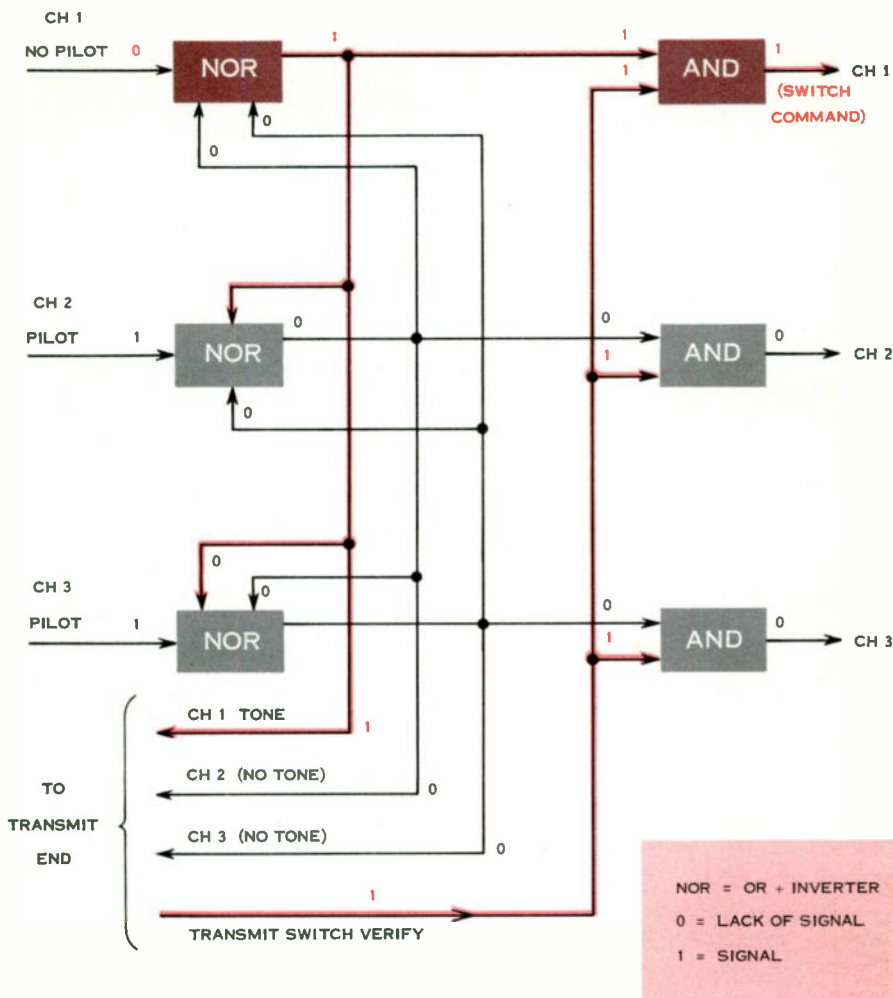 CH 1
NO PILOT 0
NOR
1
1
1
AND
1
CH 1
(SWITCH
COMMAND)
0
0
CH 2
PILOT 1
NOR
0
0
0
1
AND
0
CH 2
CH 3
PILOT 1
0
0
NOR
0
1
AND
0
CH 3
TO
TRANSMIT
END
CH 1 TONE
1
CH 2 (NO TONE)
0
CH 3 (NO TONE)
0
1
TRANSMIT SWITCH VERIFY
NOR = OR + INVERTER
0 = LACK OF SIGNAL
1 = SIGNAL